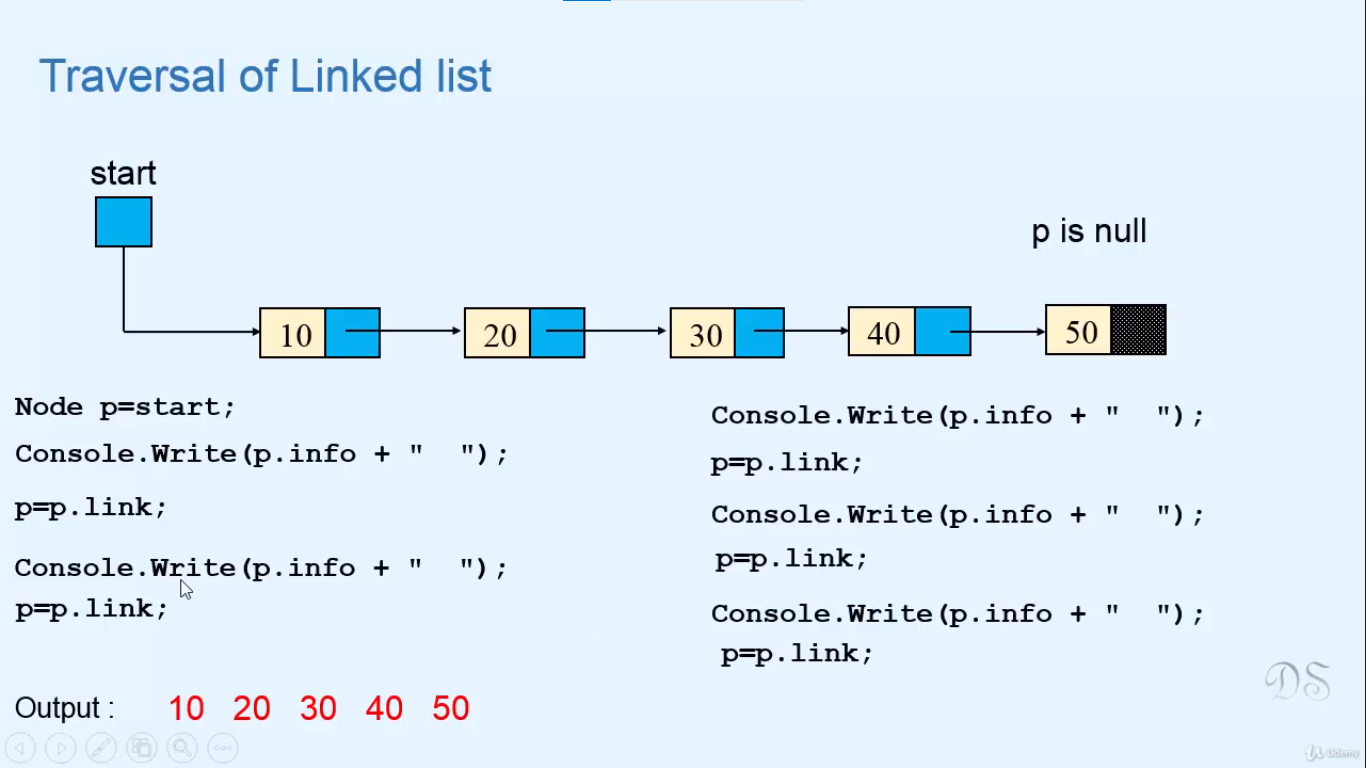 Traversal of Linked list
start
p is null
10 20 30 40 50
Node p=start;
Console.Write(p.info + "  ");
p=p.link;
Console.Write(p.info + "  ");
p=p.link;
Console.Write(p.info + "  ");
p=p.link;
Console.Write(p.info + "  ");
p=p.link;
Console.Write(p.info + "  ");
p=p.link;
Output : 10 20 30 40 50
DS
Udemy